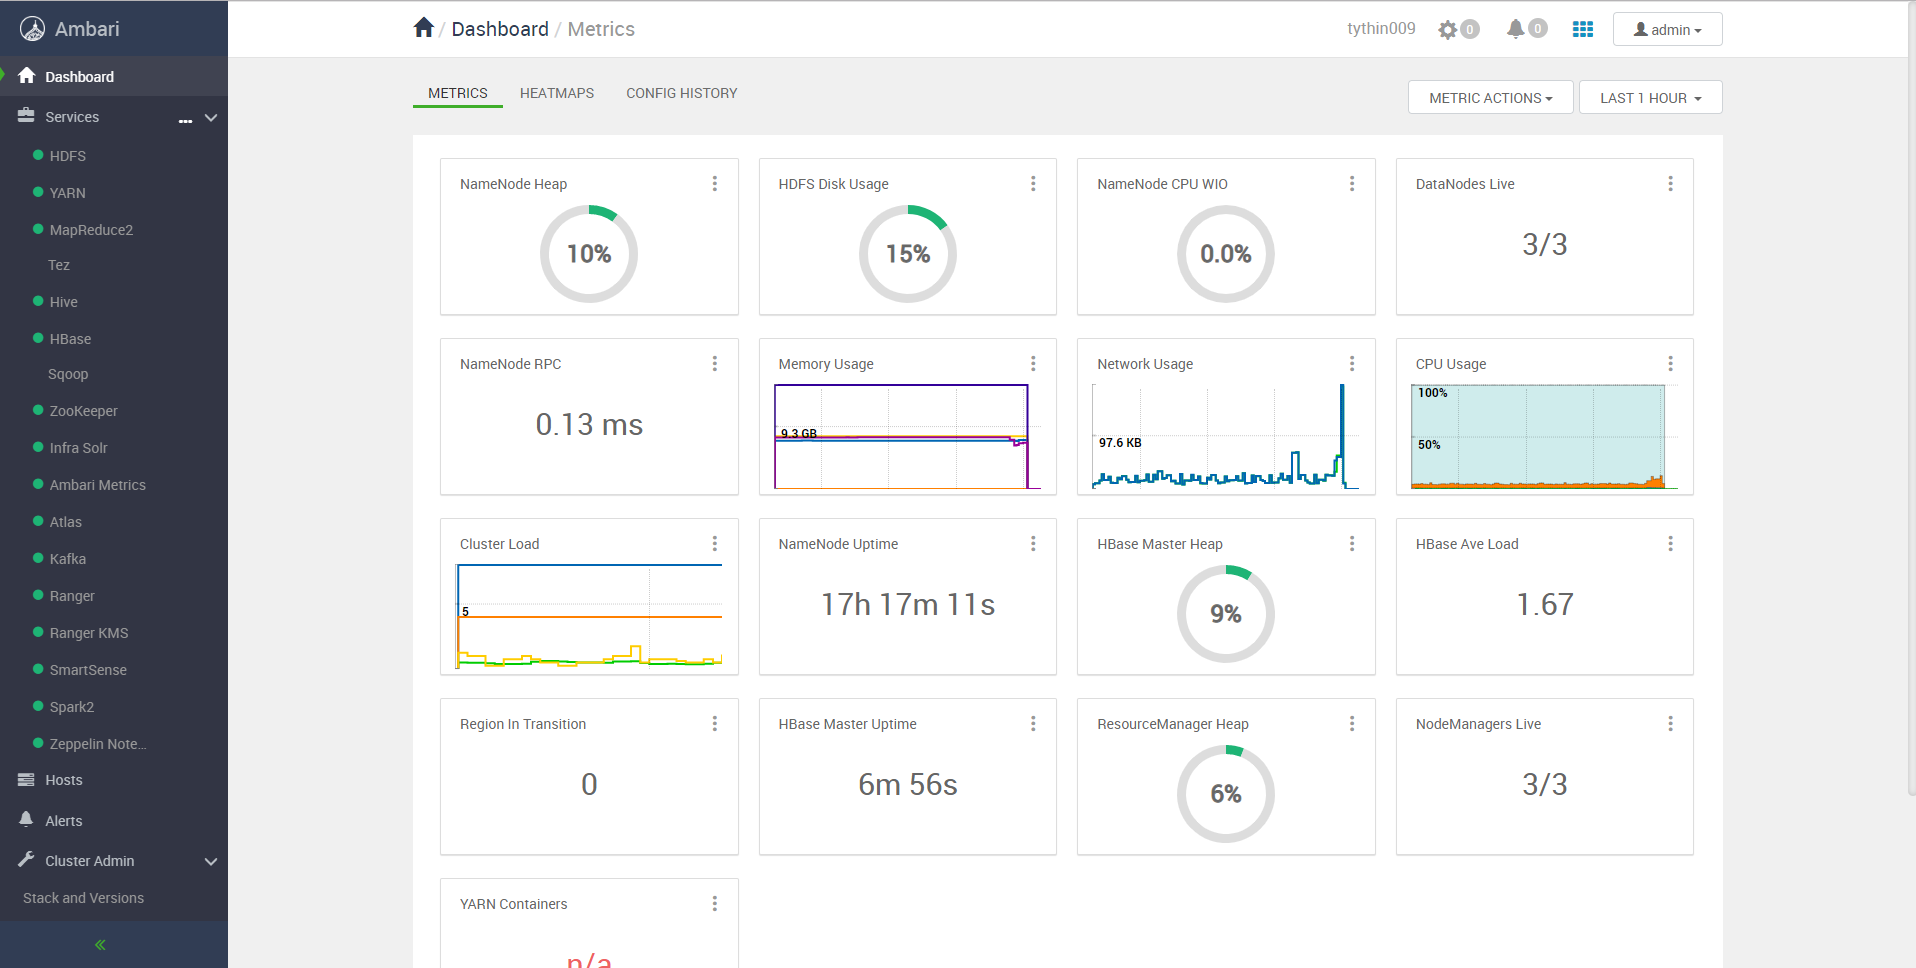 Ambari
Dashboard
Services
...
HDFS
YARN
MapReduce2
Tez
Hive
HBase
Sqoop
ZooKeeper
Infra Solr
Ambari Metrics
Atlas
Kafka
Ranger
Ranger KMS
SmartSense
Spark2
Zeppelin Note...
Hosts
Alerts
Cluster Admin
Stack and Versions
«
/ Dashboard / Metrics
tythin009
0
0
admin
METRICS
HEATMAPS
CONFIG HISTORY
METRIC ACTIONS
LAST 1 HOUR
NameNode Heap
10%
HDFS Disk Usage
15%
NameNode CPU WIO
0.0%
DataNodes Live
3/3
NameNode RPC
0.13 ms
Memory Usage
9.3 GB
Network Usage
97.6 KB
CPU Usage
100%
50%
Cluster Load
5
NameNode Uptime
17h 17m 11s
HBase Master Heap
9%
HBase Ave Load
1.67
Region In Transition
0
HBase Master Uptime
6m 56s
ResourceManager Heap
6%
NodeManagers Live
3/3
YARN Containers
n/a